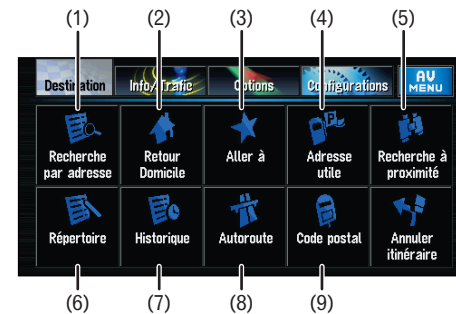 (1) (2) (3) (4) (5)
Destination Info/Trafic Options Configurations AV MENU
Recherche par adresse
Retour Domicile
Aller à
Adresse utile
Recherche à proximité
Répertoire
Historique
Autoroute
Code postal
Annuler itinéraire
(6) (7) (8) (9)